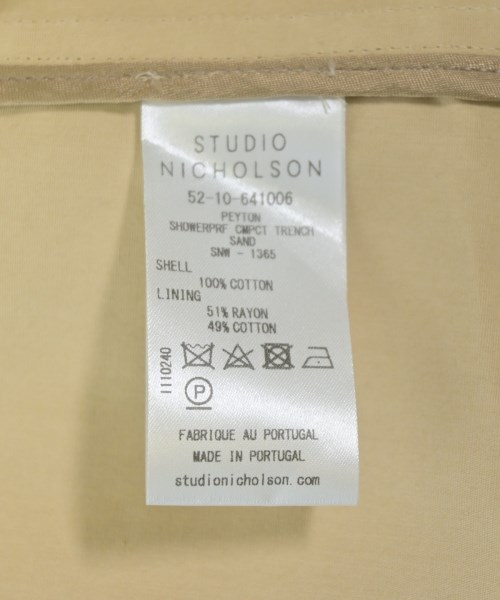 STUDIO
NICHOLSON
52-10-641006
PEYTON
SHOWERPRF CMPCT TRENCH
SAND
SNW - 1365
SHELL
100% COTTON
LINING
51% RAYON
49% COTTON
1110240
P
FABRIQUE AU PORTUGAL
MADE IN PORTUGAL
studionicholson.com